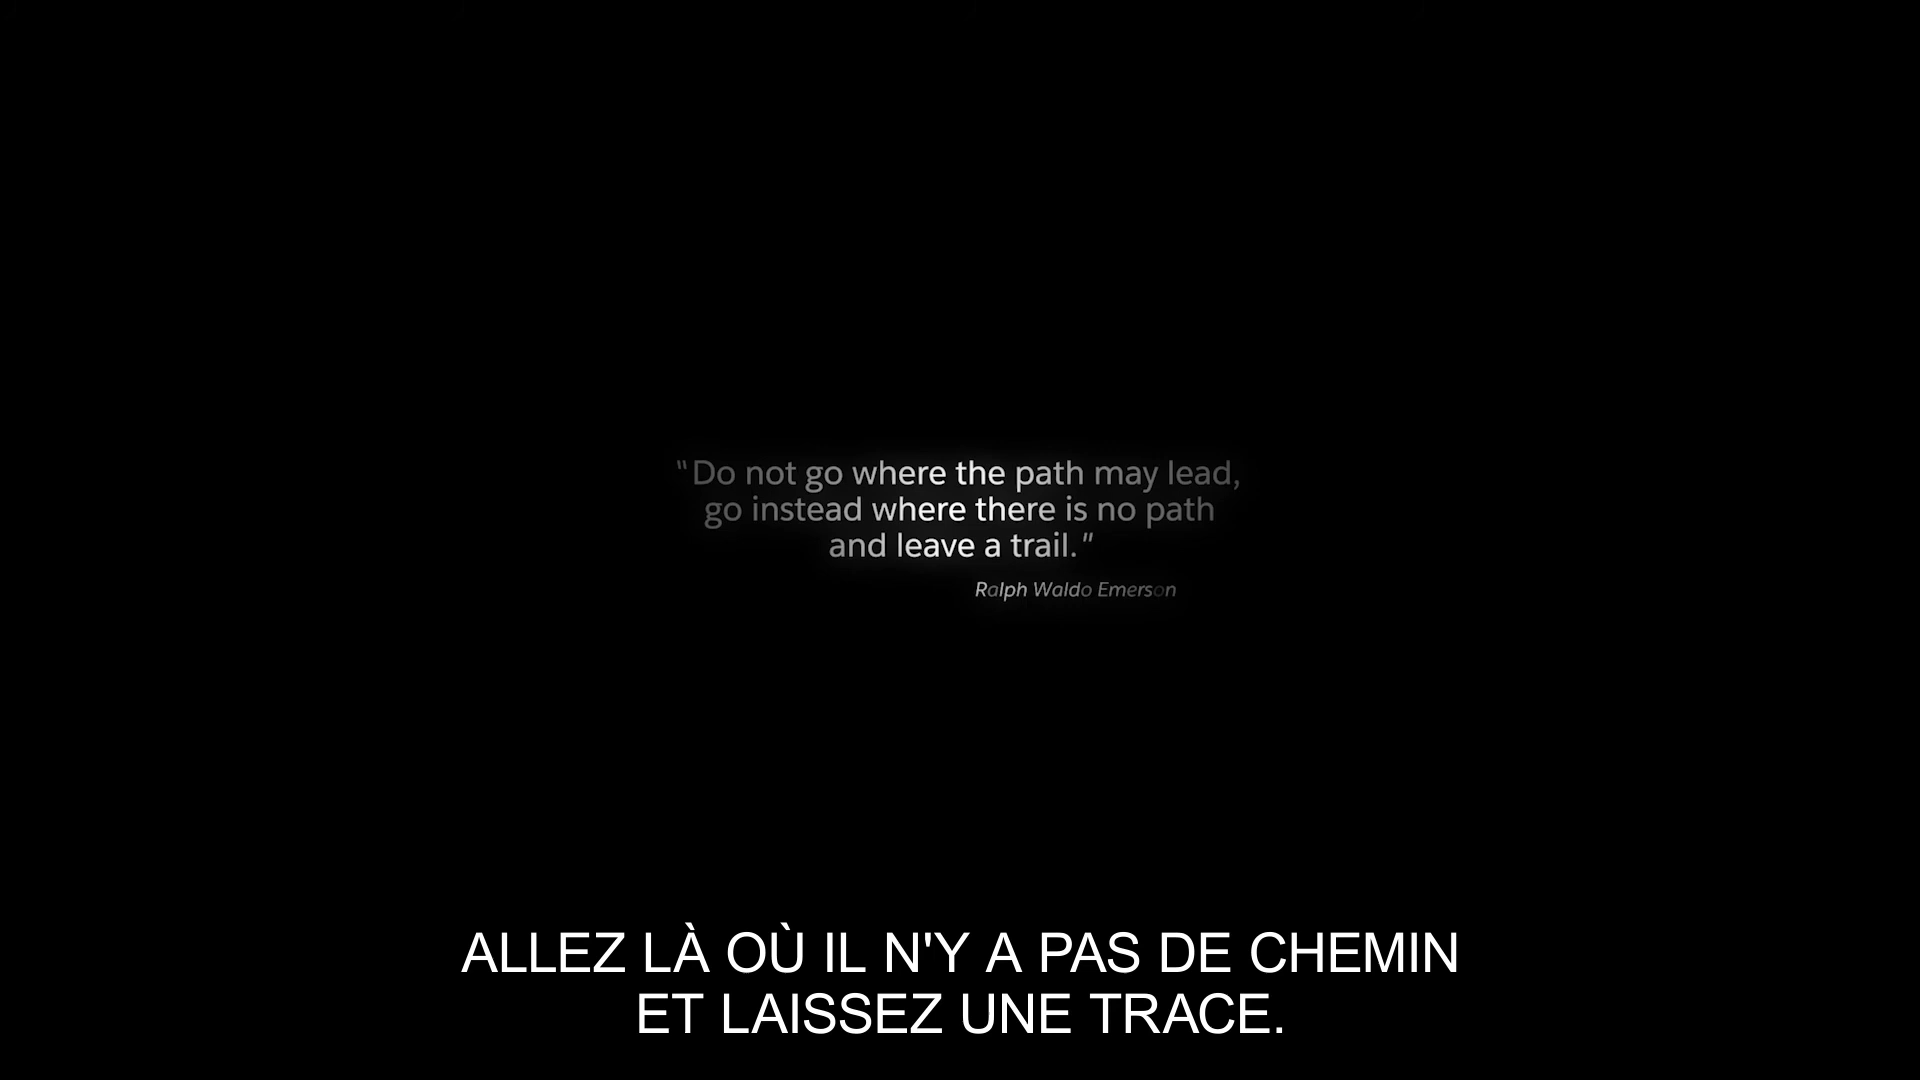 "Do not go where the path may lead,
go instead where there is no path
and leave a trail."
Ralph Waldo Emerson
ALLEZ LÀ OÙ IL N'Y A PAS DE CHEMIN
ET LAISSEZ UNE TRACE.